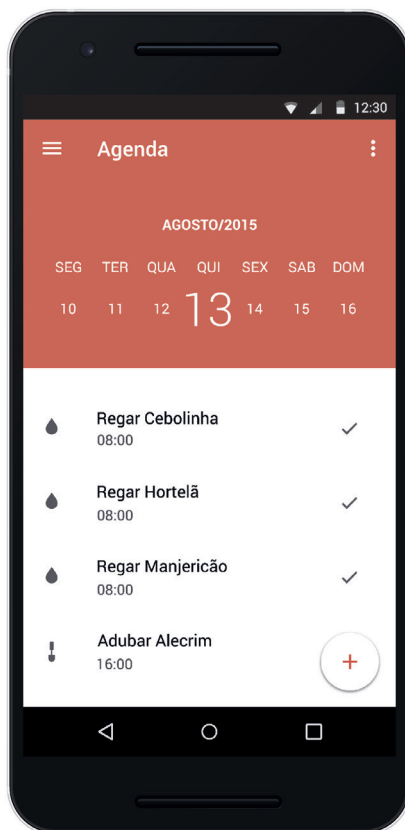 12:30
Agenda
AGOSTO/2015
SEG TER QUA QUI SEX SAB DOM
10 11 12 13 14 15 16
Regar Cebolinha
08:00
Regar Hortelã
08:00
Regar Manjericão
08:00
Adubar Alecrim
16:00